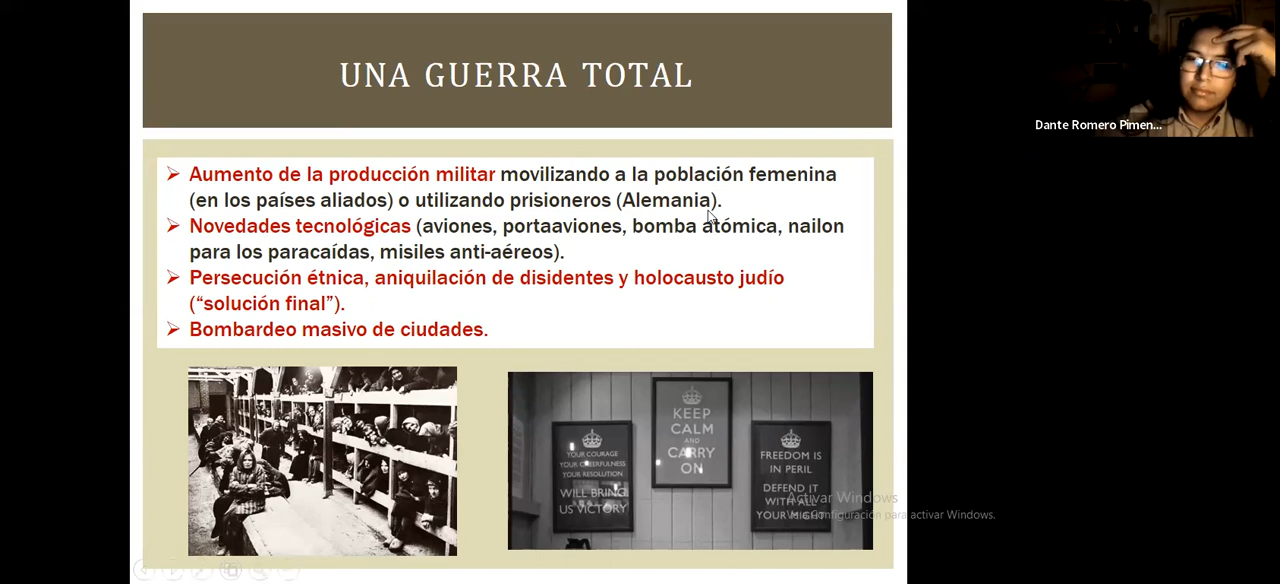 UNA GUERRA TOTAL
Dante Romero Pimen...
➢ Aumento de la producción militar movilizando a la población femenina
(en los países aliados) o utilizando prisioneros (Alemania).
➢ Novedades tecnológicas (aviones, portaaviones, bomba atómica, nailon
para los paracaídas, misiles anti-aéreos).
➢ Persecución étnica, aniquilación de disidentes y holocausto judío
(“solución final”).
➢ Bombardeo masivo de ciudades.
YOUR COURAGE
YOUR CHEERFULNESS
YOUR RESOLUTION
WILL BRING
US VICTORY
KEEP
CALM
AND
CARRY
ON
FREEDOM IS
IN PERIL
DEFEND IT
WITH ALL
YOUR MIGHT
Activar Windows
Ve a Configuración para activar Windows.